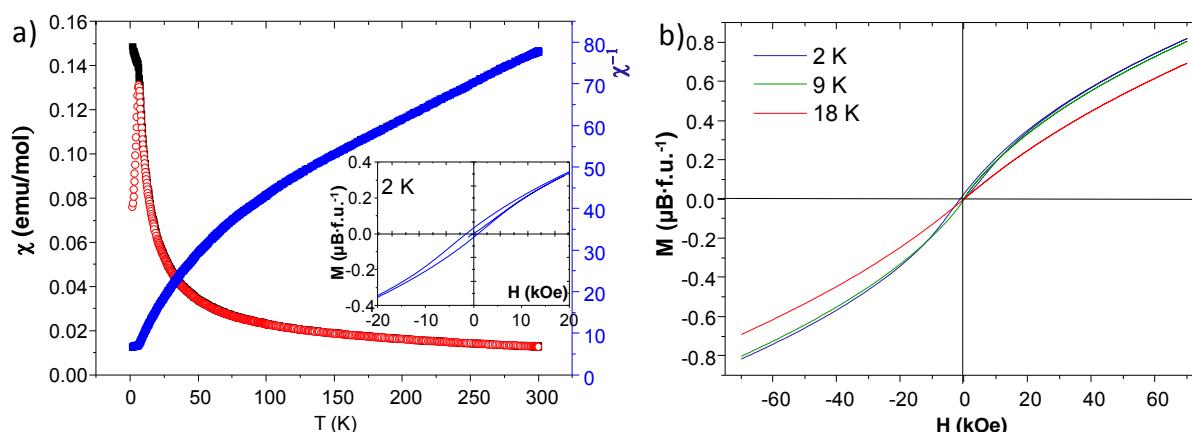 a)
0.16
0.14
0.12
0.10
0.08
0.06
0.04
0.02
0.00
χ (emu/mol)
0 50 100 150 200 250 300
T (K)
80
70
60
50
40
30
20
10
0
χ⁻¹
2 K
0.4
0.2
0.0
-0.2
-0.4
M (µB·f.u.⁻¹)
H (kOe)
-20 -10 0 10 20
b)
2 K
9 K
18 K
0.8
0.6
0.4
0.2
0.0
-0.2
-0.4
-0.6
-0.8
M (µB·f.u.⁻¹)
-60 -40 -20 0 20 40 60
H (kOe)